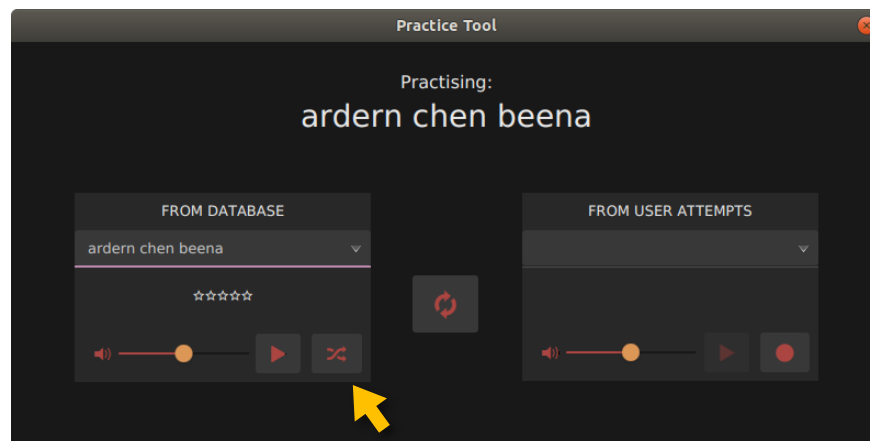 Practice Tool
Practising:
ardern chen beena
FROM DATABASE
ardern chen beena
FROM USER ATTEMPTS